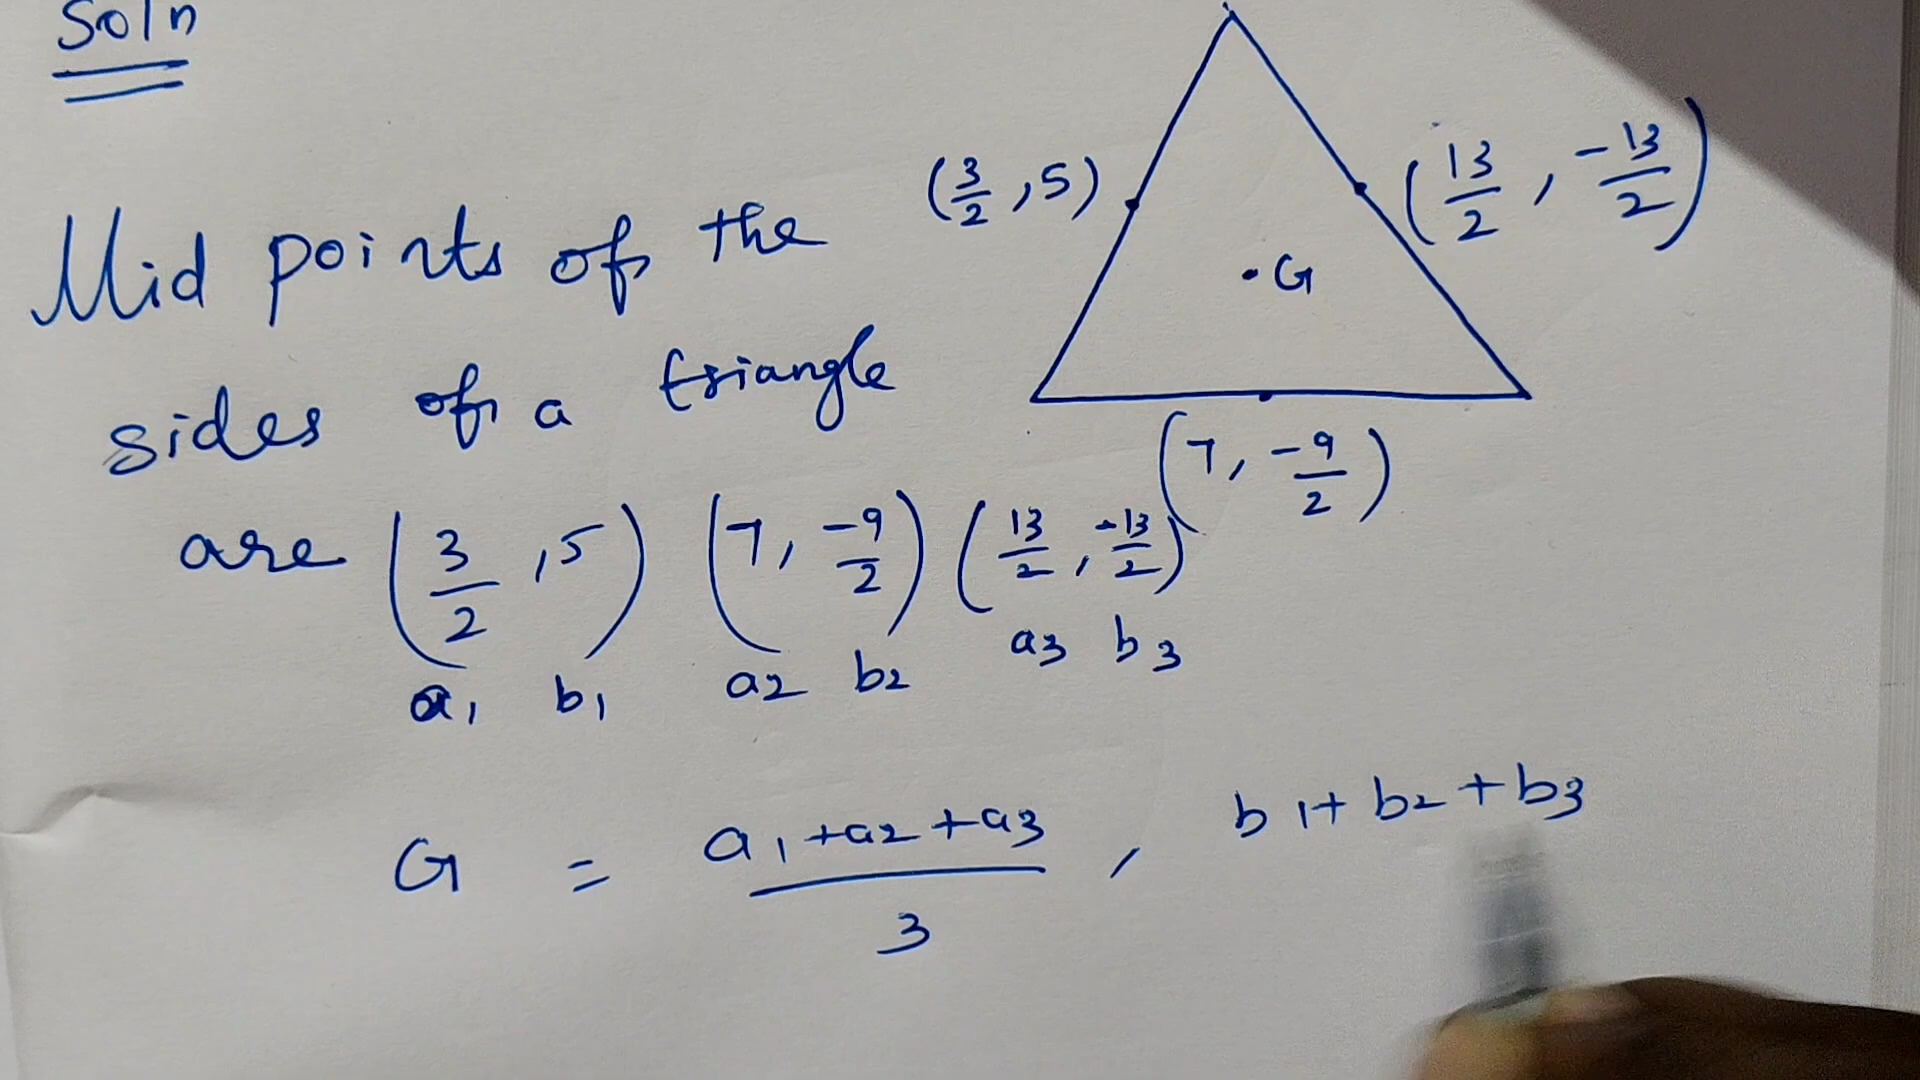 Soln
Mid points of the
sides of a triangle
are (3/2, 5) (7, -9/2) (13/2, -13/2)
a1 b1 a2 b2 a3 b3
(3/2, 5)
(13/2, -13/2)
G
(7, -9/2)
G = a1+a2+a3/3, b1+b2+b3